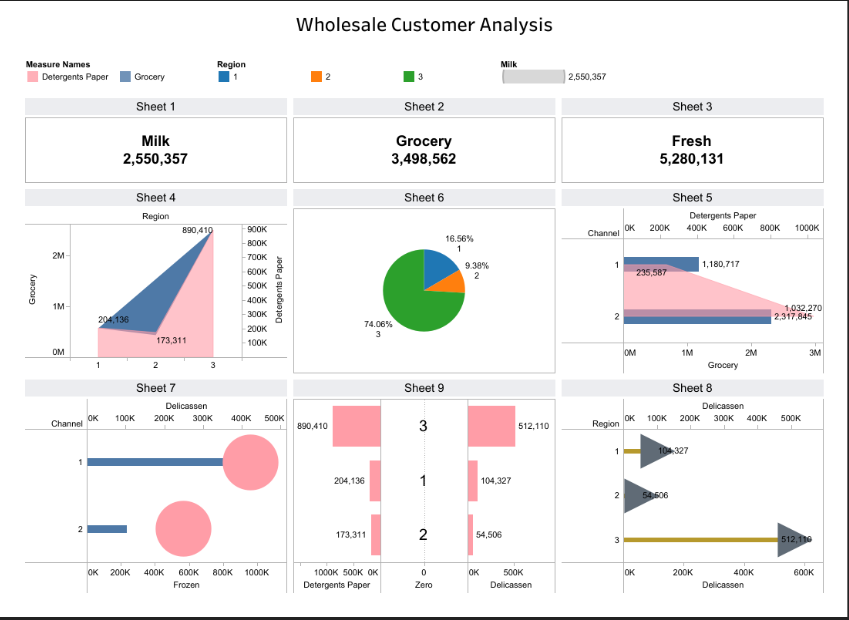 Wholesale Customer Analysis
Measure Names
Detergents Paper Grocery
Region
1 2 3
Milk
2,550,357
Sheet 1
Milk
2,550,357
Sheet 2
Grocery
3,498,562
Sheet 3
Fresh
5,280,131
Sheet 4
Region
890,410
900K
800K
2M
700K
600K
500K
1M
400K
300K
204,136
200K
173,311
100K
0M
Grocery
Detergents Paper
1 2 3
Sheet 6
16.56%
1
9.38%
2
74.06%
3
Sheet 5
Detergents Paper
Channel 0K 200K 400K 600K 800K 1000K
1 1,180,717
235,587
1,032,270
2 2,317,845
0M 1M 2M 3M
Grocery
Sheet 7
Delicassen
Channel 0K 100K 200K 300K 400K 500K
1
2
0K 200K 400K 600K 800K 1000K
Frozen
Sheet 9
890,410 3 512,110
204,136 1 104,327
173,311 2 54,506
1000K 500K 0K 0 0K 500K
Detergents Paper Zero Delicassen
Sheet 8
Delicassen
Region 0K 100K 200K 300K 400K 500K
1 104,327
2 54,506
3 512,110
0K 200K 400K 600K
Delicassen